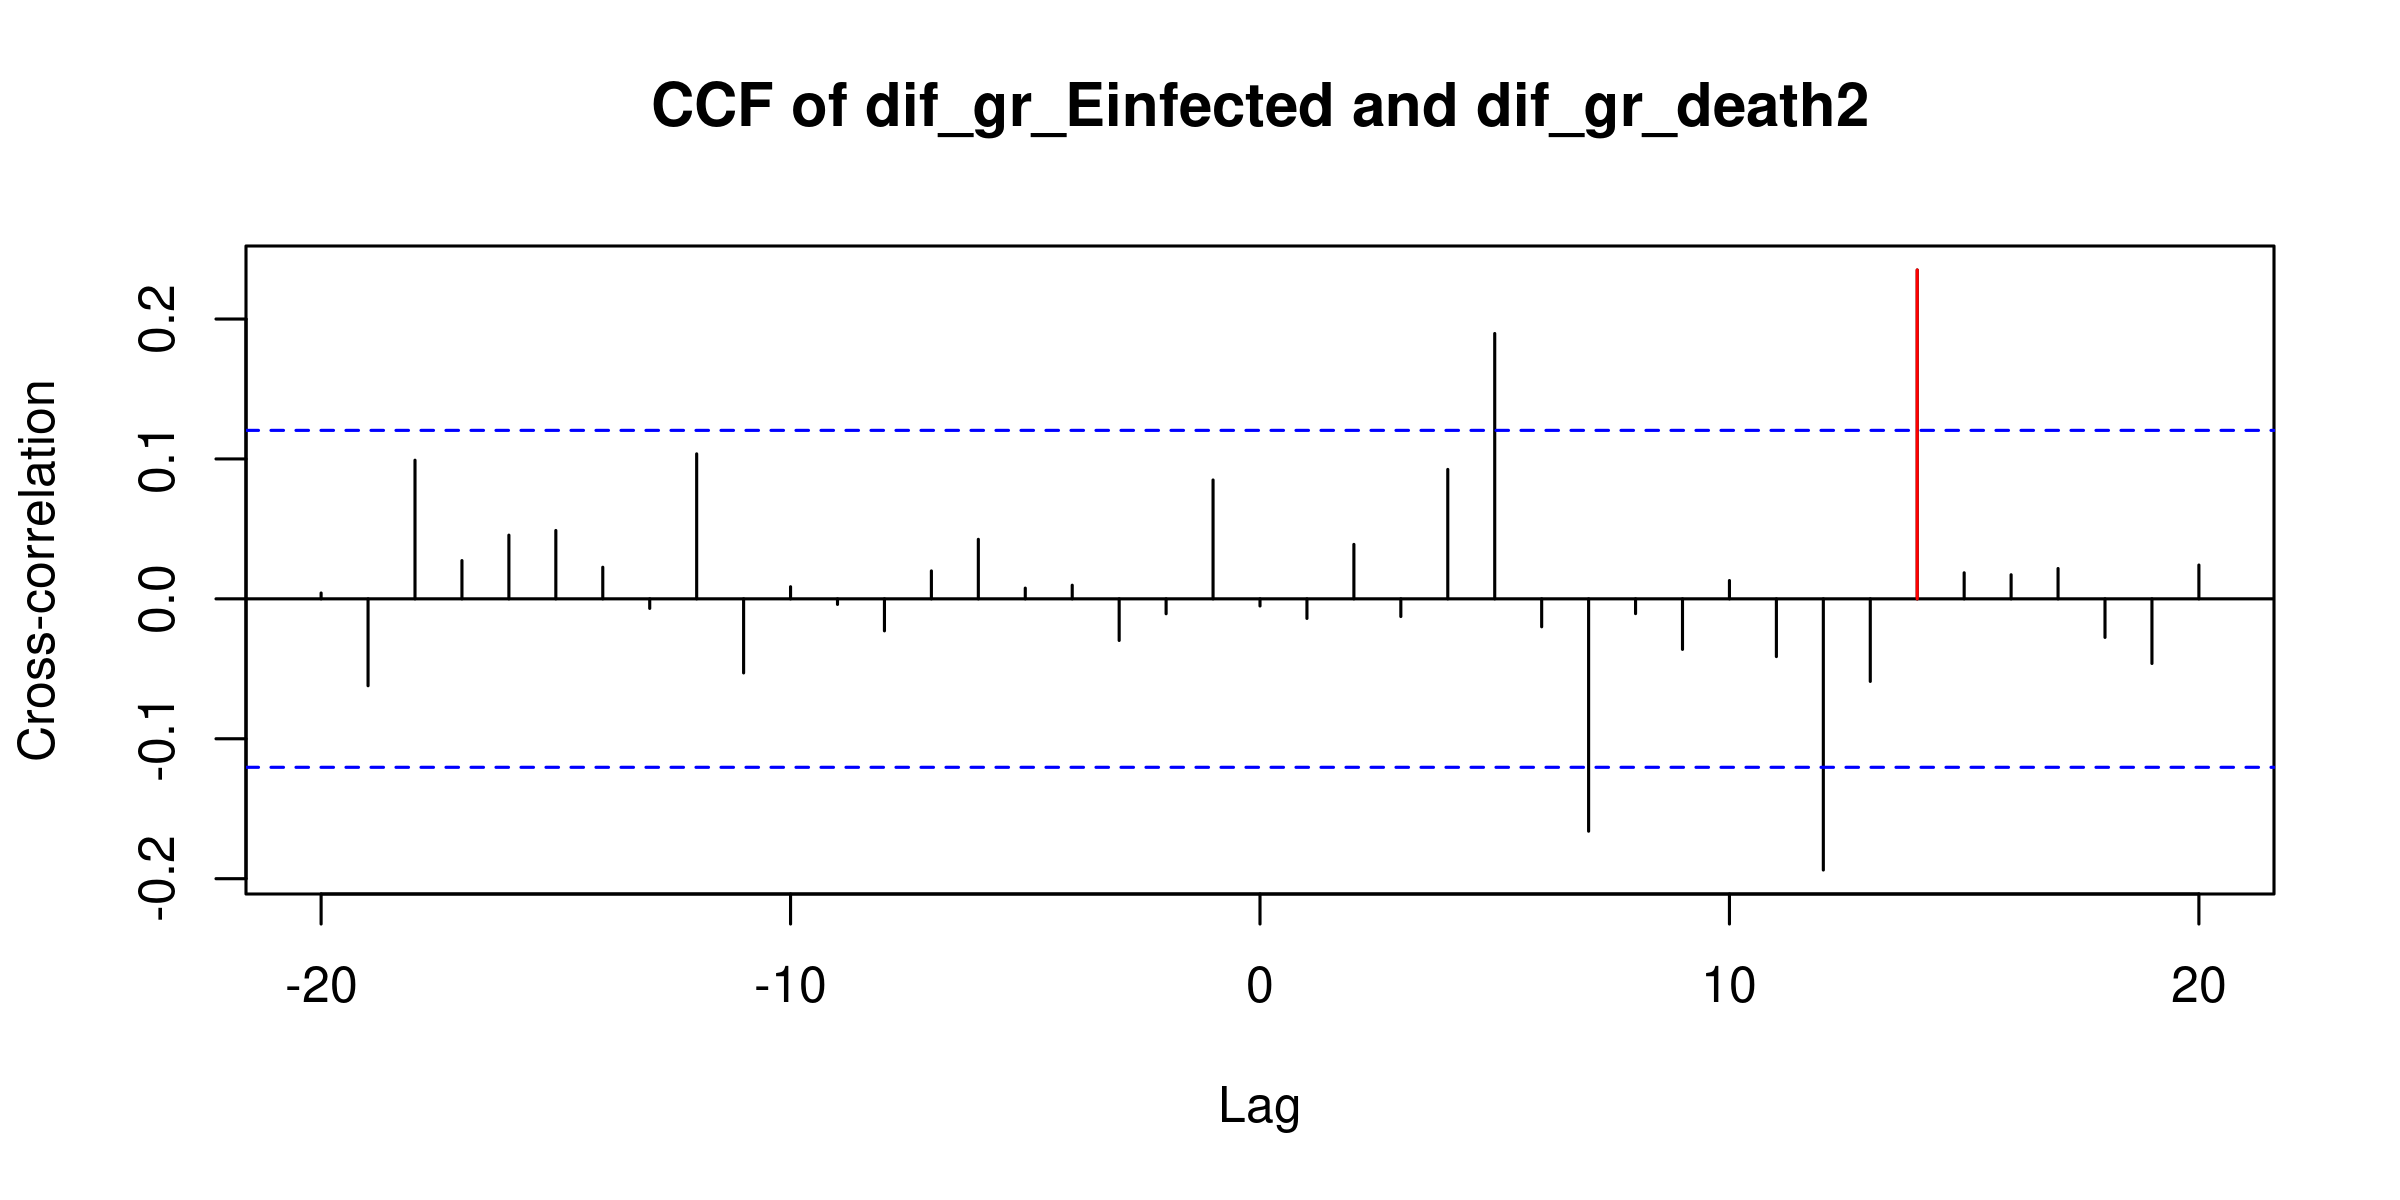 CCF of dif_gr_Einfected and dif_gr_death2
Cross-correlation
0.2
0.1
0.0
-0.1
-0.2
-20 -10 0 10 20
Lag